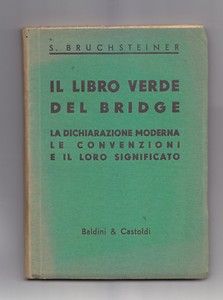 S. BRUCHSTEINER
IL LIBRO VERDE
DEL BRIDGE
LA DICHIARAZIONE MODERNA
LE CONVENZIONI
E IL LORO SIGNIFICATO
Baldini & Castoldi